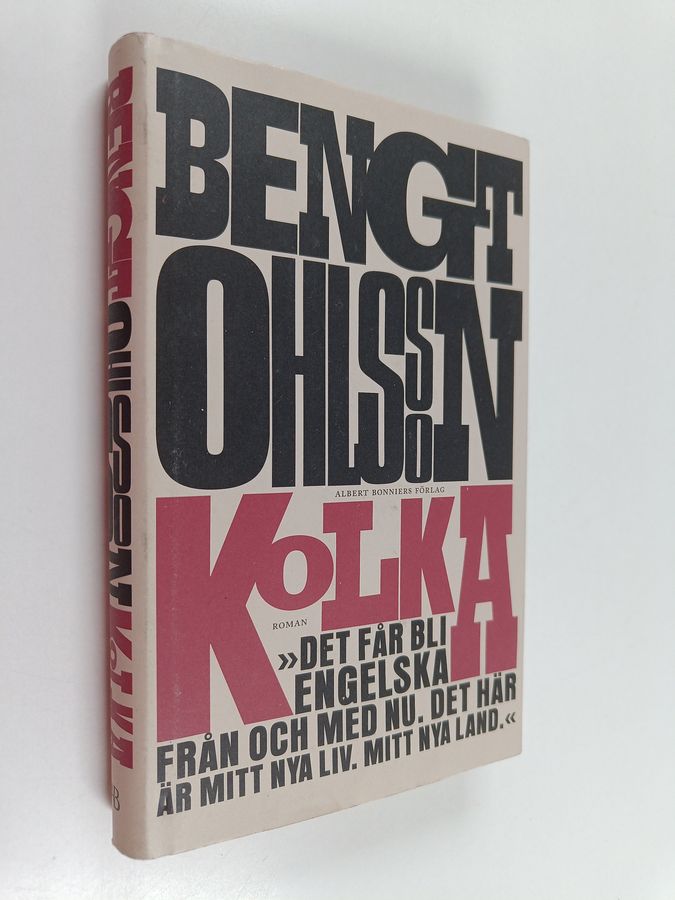 BENGT
OHLSSON
ALBERT BONNIERS FÖRLAG
KOLKA
ROMAN
»DET FÅR BLI
ENGELSKA
FRÅN OCH MED NU. DET HÄR
ÄR MITT NYA LIV. MITT NYA LAND.«
BENGT OHLSSON KOLKA
B